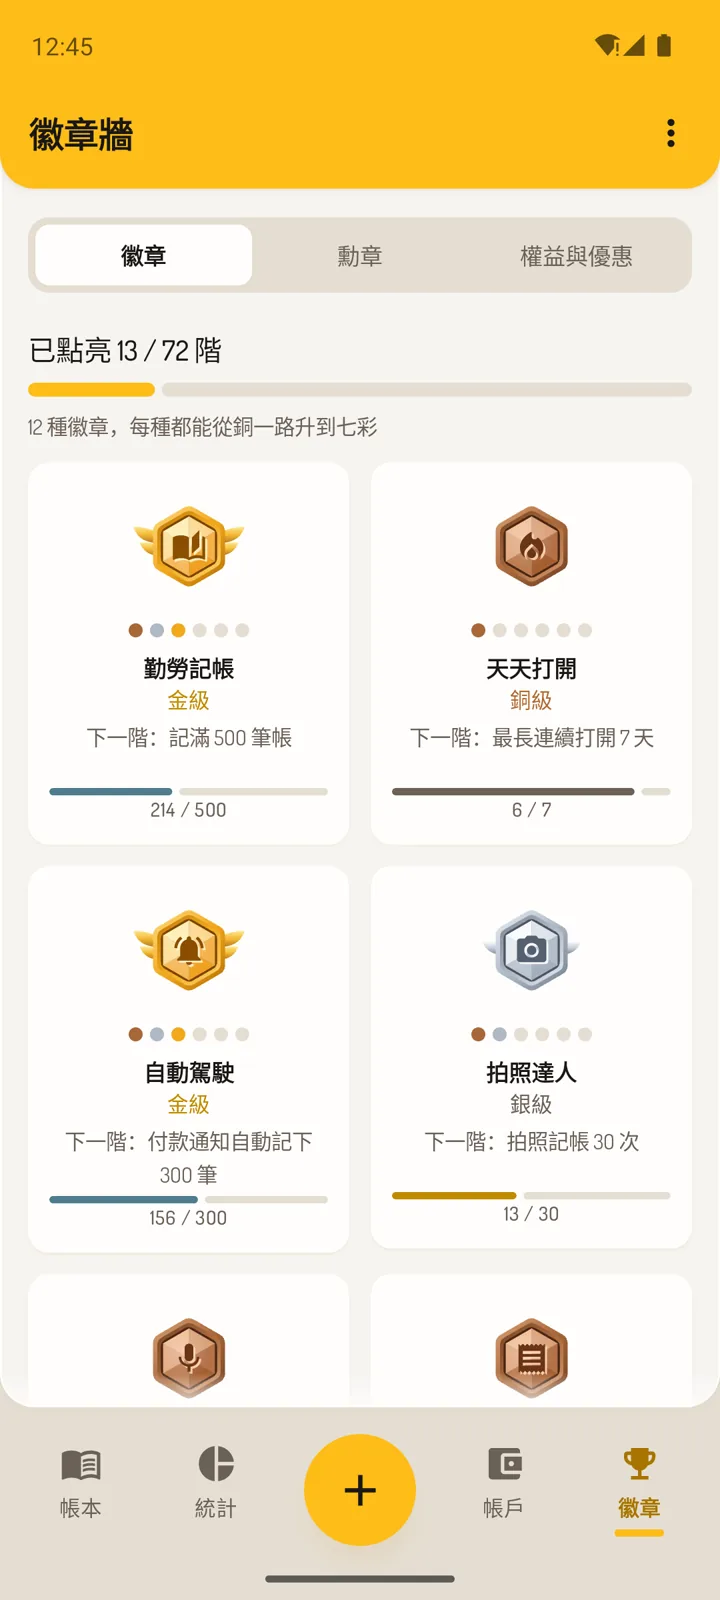 12:45
徽章牆
徽章
勳章
權益與優惠
已點亮 13 / 72 階
12 種徽章，每種都能從銅一路升到七彩
勤勞記帳
金級
下一階：記滿 500 筆帳
214 / 500
天天打開
銅級
下一階：最長連續打開 7 天
6 / 7
自動駕駛
金級
下一階：付款通知自動記下
300 筆
156 / 300
拍照達人
銀級
下一階：拍照記帳 30 次
13 / 30
帳本
統計
帳戶
徽章